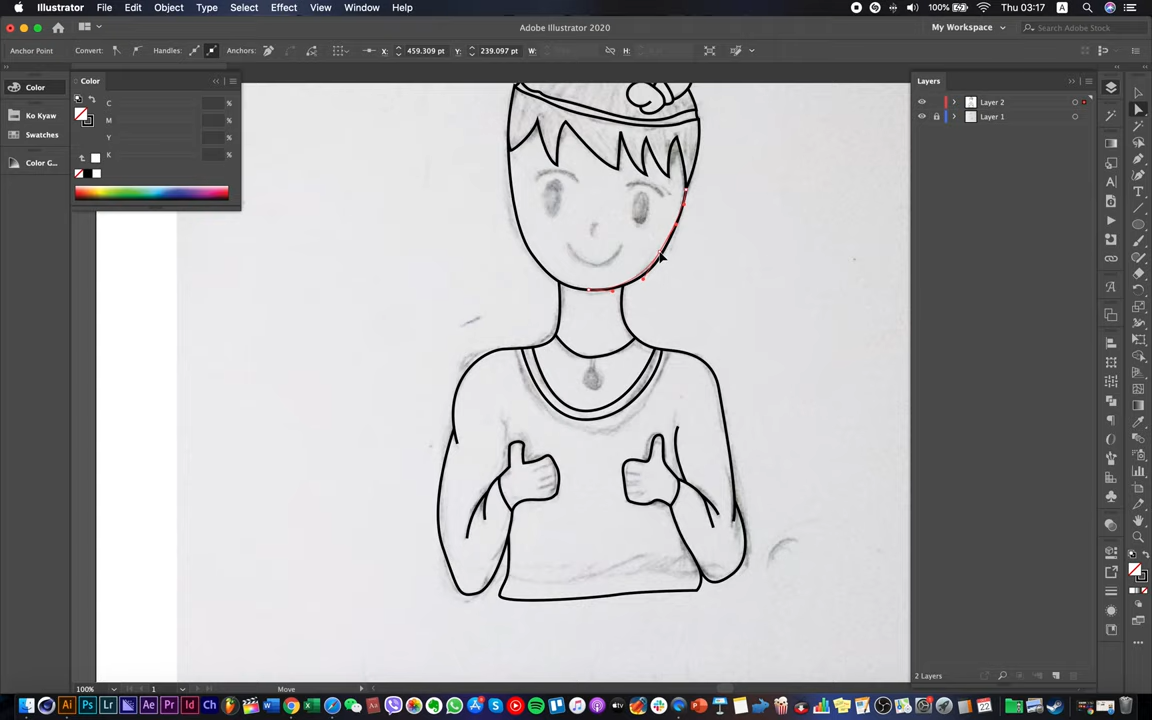 Illustrator File Edit Object Type Select Effect View Window Help
100% Thu 03:17 A
Adobe Illustrator 2020
My Workspace
Search Adobe Stock
Anchor Point Convert: Handles: Anchors: X: 459.309 pt Y: 239.097 pt W: H:
Color
Ko Kyaw
Swatches
Color G...
Color
C %
M %
Y %
K %
Layers
Layer 2
Layer 1
2 Layers
100% 1 Move